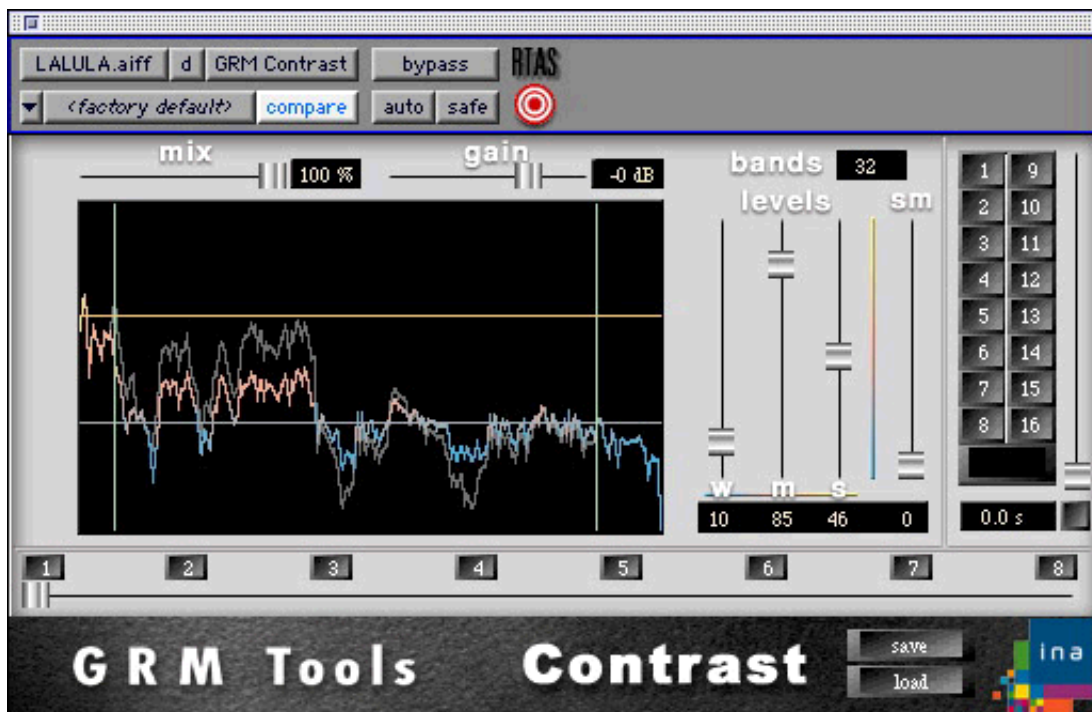 LALULA.aiff d GRM Contrast bypass RTAS
<factory default> compare auto safe
mix gain bands 32
100 % -0 dB
levels sm
1 9
2 10
3 11
4 12
5 13
6 14
7 15
8 16
w m s
10 85 46 0 0.0 s
1 2 3 4 5 6 7 8
GRM Tools Contrast save
load
ina